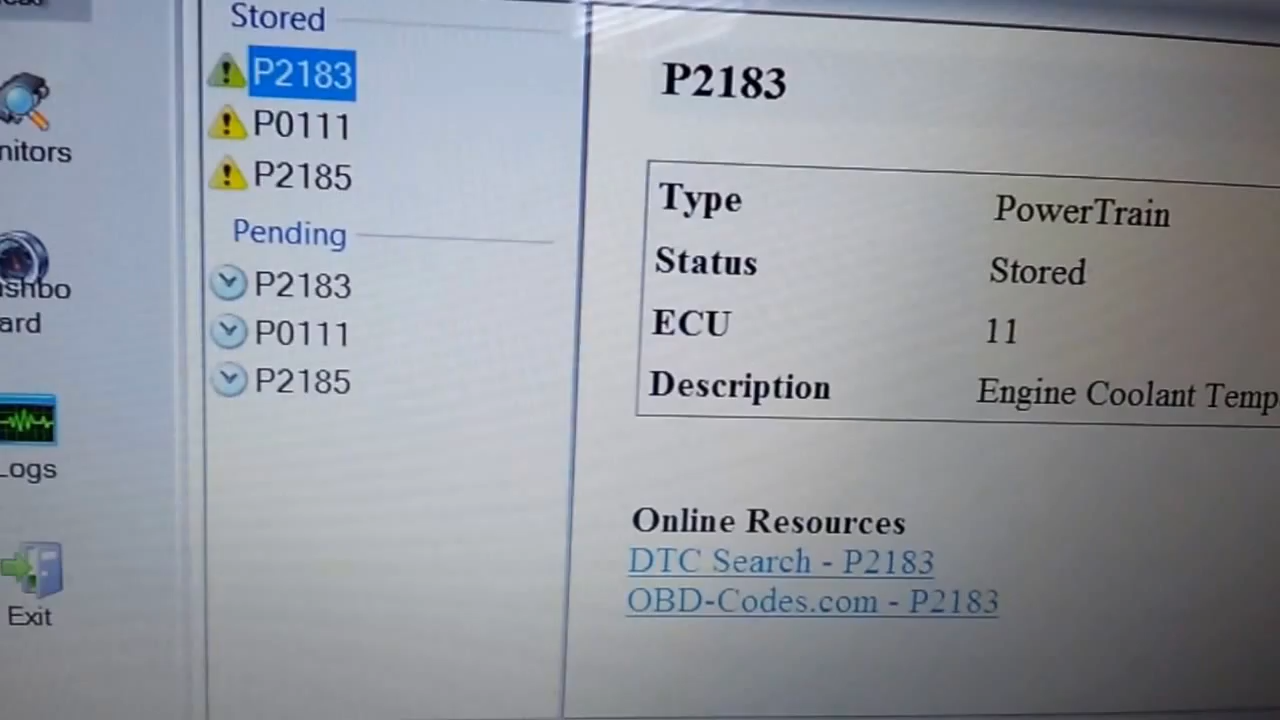 nitors
shbo
ard
Logs
Exit
Stored
P2183
P0111
P2185
Pending
P2183
P0111
P2185
P2183
Type PowerTrain
Status Stored
ECU 11
Description Engine Coolant Temp
Online Resources
DTC Search - P2183
OBD-Codes.com - P2183